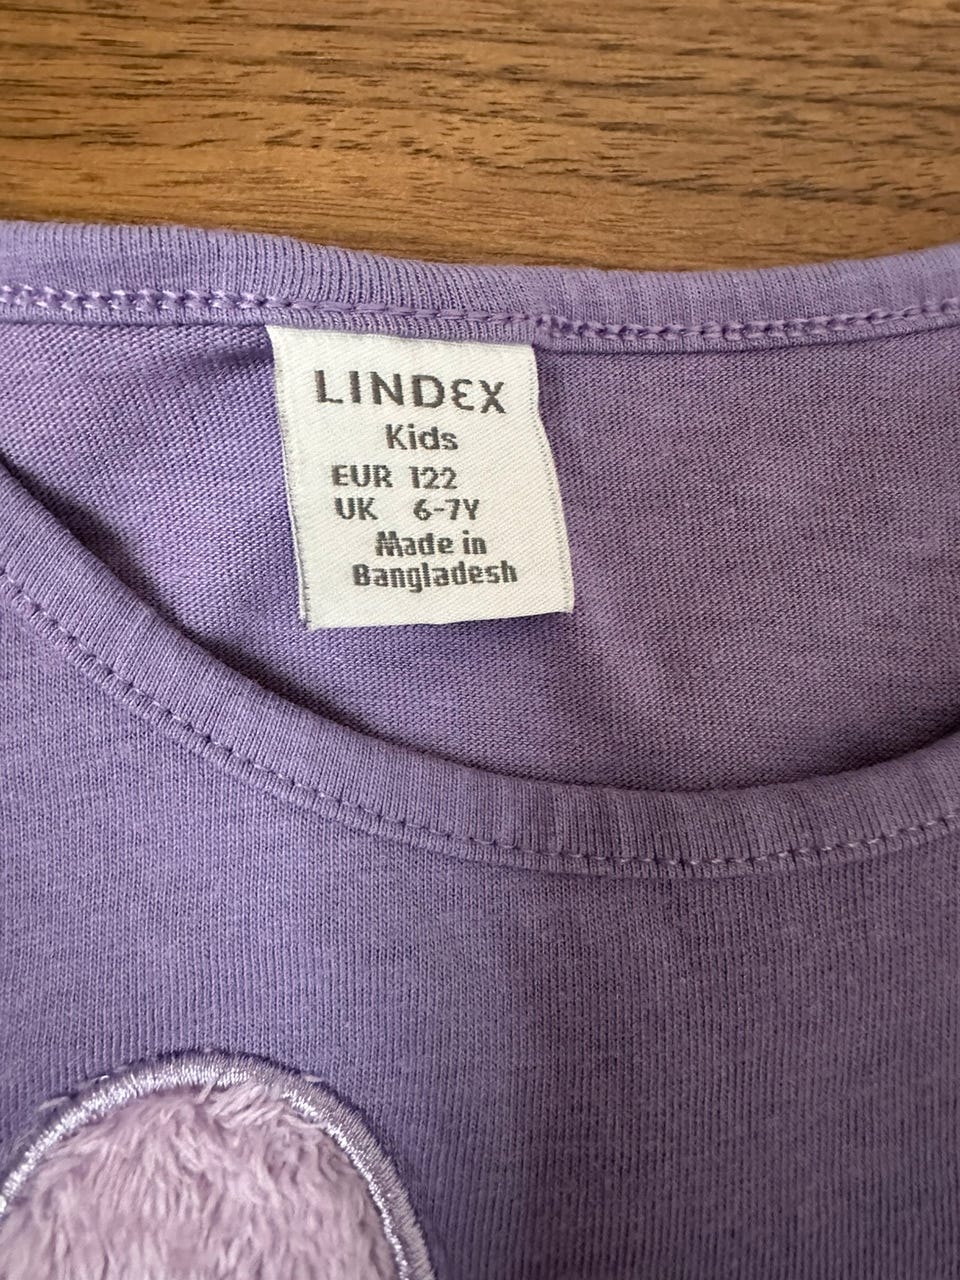 LINDEX
Kids
EUR 122
UK 6-7Y
Made in
Bangladesh